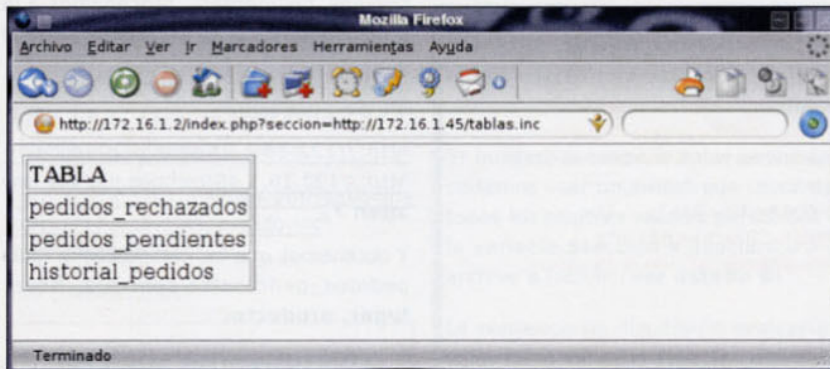 Mozilla Firefox
Archivo Editar Ver Ir Marcadores Herramientas Ayuda
http://172.16.1.2/index.php?seccion=http://172.16.1.45/tablas.inc
TABLA
pedidos_rechazados
pedidos_pendientes
historial_pedidos
Terminado